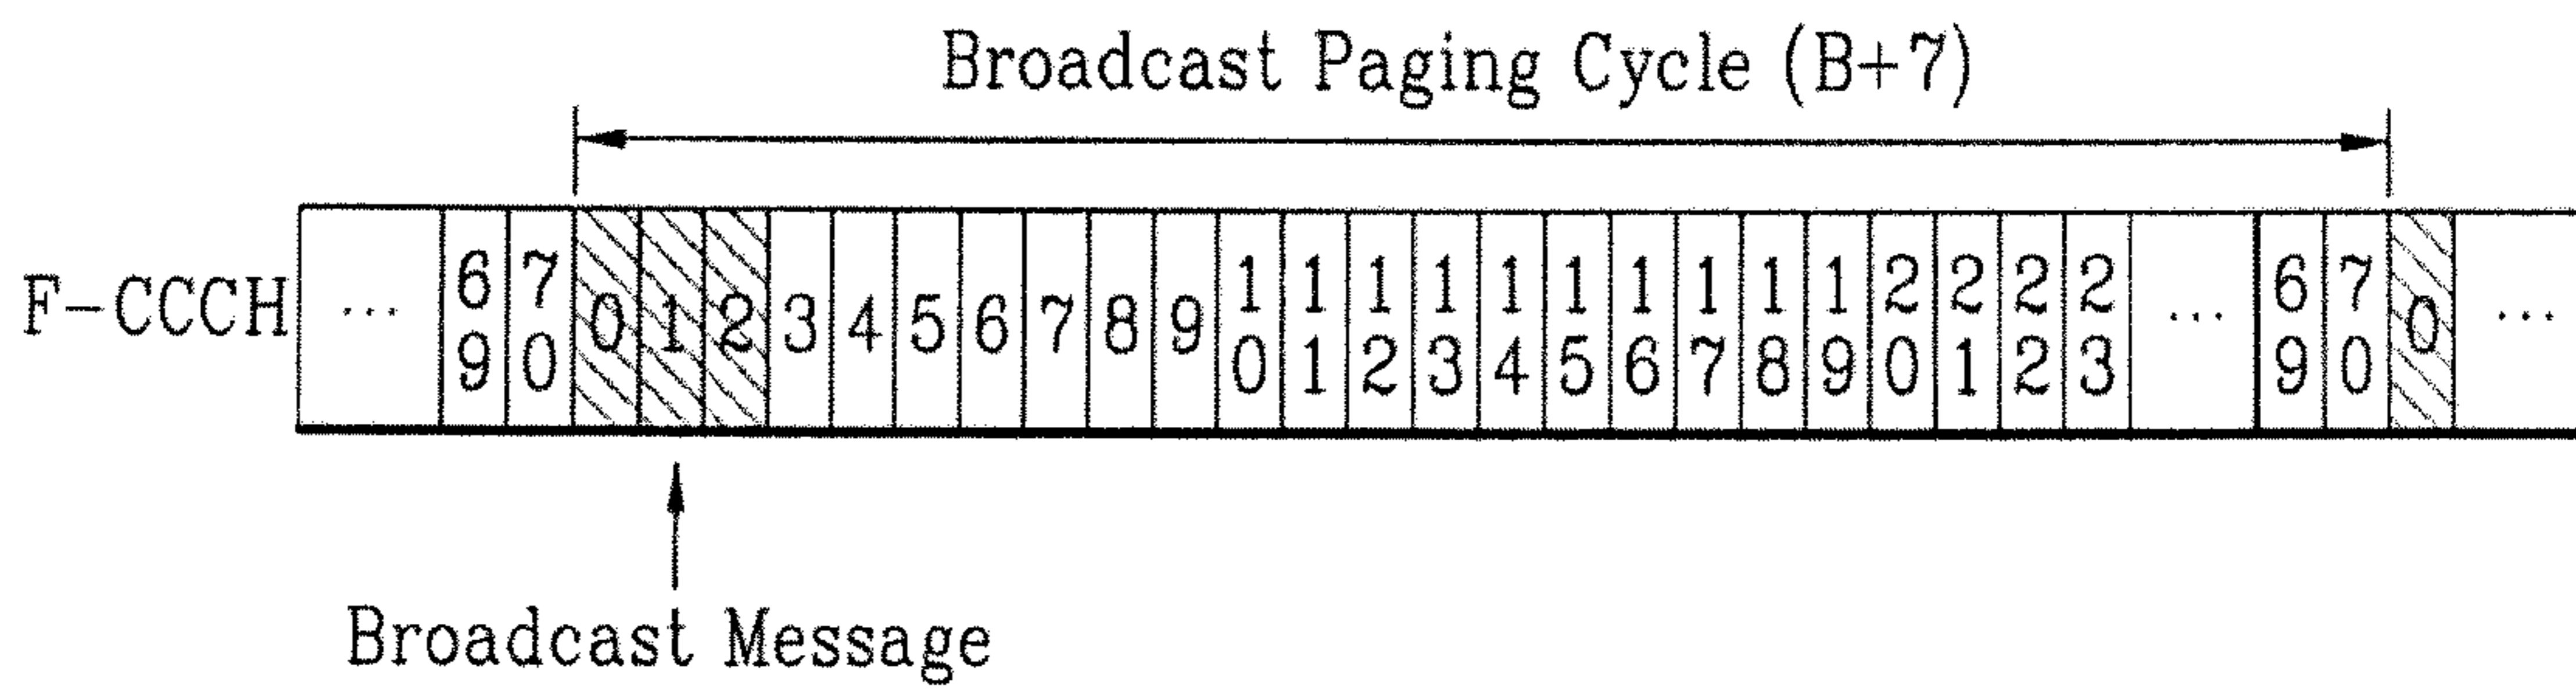 Broadcast Paging Cycle (B+7)
F-CCCH ... 69 70 0 1 2 3 4 5 6 7 8 9 10 11 12 13 14 15 16 17 18 19 20 21 22 23 ... 69 70 0 ...
Broadcast Message